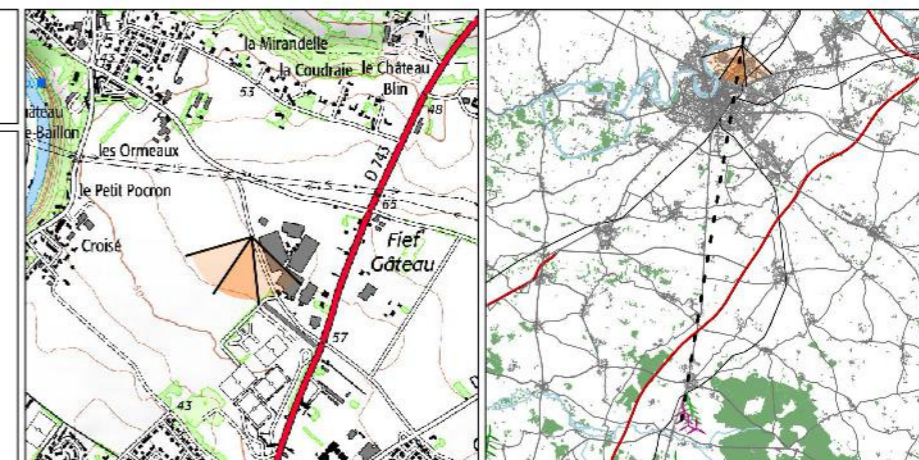 la Mirandelle
la Coudraie
le Château
Blin
53
48
âteau
e-Baillon
les Ormeaux
D 743
le Petit Pocron
65
Croisé
Fief
Gâteau
57
43